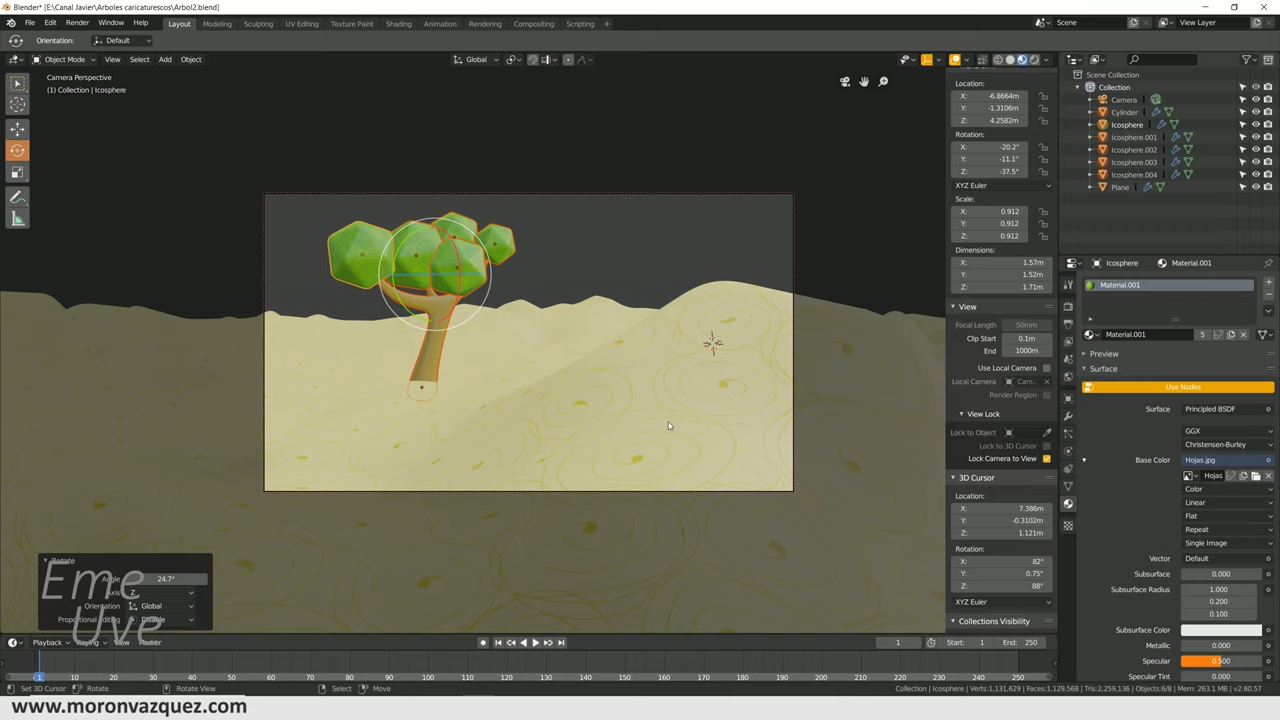 Blender* [E:\Canal Javier\Arboles caricaturescos\Arbol2.blend]
File Edit Render Window Help Layout Modeling Sculpting UV Editing Texture Paint Shading Animation Rendering Compositing Scripting + Scene View Layer
Orientation: Default
Object Mode View Select Add Object Global
Camera Perspective
(1) Collection | Icosphere
Location:
X: -6.8664m
Y: -1.3106m
Z: 4.2582m
Rotation:
X: -20.2°
Y: -11.1°
Z: -37.5°
XYZ Euler
Scale:
X: 0.912
Y: 0.912
Z: 0.912
Dimensions:
X: 1.57m
Y: 1.52m
Z: 1.71m
View
Focal Length 50mm
Clip Start 0.1m
End 1000m
Use Local Camera
Local Camera Cam...
Render Region
View Lock
Lock to Object
Lock to 3D Cursor
Lock Camera to View
3D Cursor
Location:
X: 7.386m
Y: -0.3102m
Z: 1.121m
Rotation:
X: 82°
Y: 0.75°
Z: 88°
XYZ Euler
Collections Visibility
Scene Collection
Collection
Camera
Cylinder
Icosphere
Icosphere.001
Icosphere.002
Icosphere.003
Icosphere.004
Plane
Icosphere Material.001
Material.001
Material.001 5
Preview
Surface
Use Nodes
Surface Principled BSDF
GGX
Christensen-Burley
Base Color Hojas.jpg
Hojas
Color
Linear
Flat
Repeat
Single Image
Vector Default
Subsurface 0.000
Subsurface Radius 1.000
0.200
0.100
Subsurface Color
Metallic 0.000
Specular 0.500
Specular Tint 0.000
Rotate
Angle 24.7°
Axis Z
Orientation Global
Proportional Editing Disable
Eme
Uve
Playback Keying View Marker 1 Start: 1 End: 250
1 10 20 30 40 50 60 70 80 90 100 110 120 130 140 150 160 170 180 190 200 210 220 230 240 250
Set 3D Cursor Rotate Rotate View Select Move Collection | Icosphere | Verts:1,131,629 | Faces:1,129,568 | Tris:2,259,136 | Objects:6/8 | Mem: 263.1 MB | v2.80.57
www.moronvazquez.com